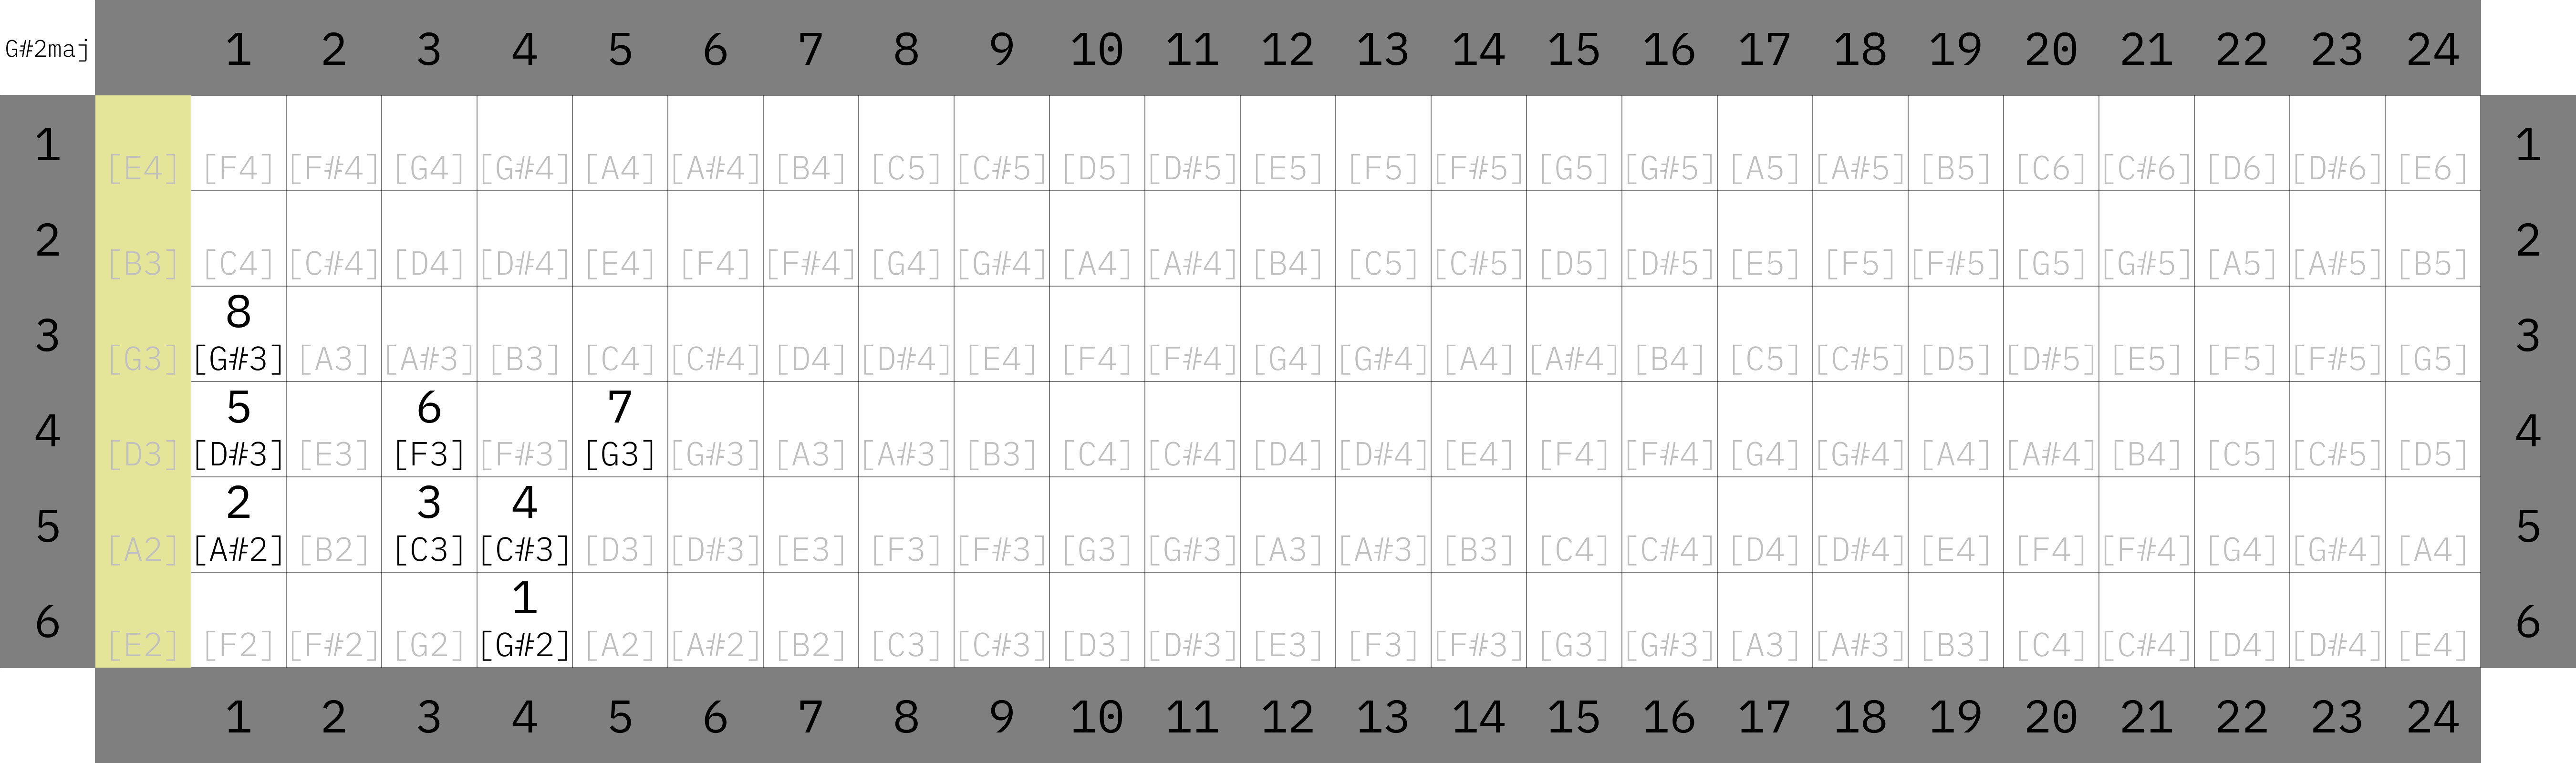 G#2maj 1 2 3 4 5 6 7 8 9 10 11 12 13 14 15 16 17 18 19 20 21 22 23 24
1 [E4] [F4] [F#4] [G4] [G#4] [A4] [A#4] [B4] [C5] [C#5] [D5] [D#5] [E5] [F5] [F#5] [G5] [G#5] [A5] [A#5] [B5] [C6] [C#6] [D6] [D#6] [E6] 1
2 [B3] [C4] [C#4] [D4] [D#4] [E4] [F4] [F#4] [G4] [G#4] [A4] [A#4] [B4] [C5] [C#5] [D5] [D#5] [E5] [F5] [F#5] [G5] [G#5] [A5] [A#5] [B5] 2
8
3 [G3] [G#3] [A3] [A#3] [B3] [C4] [C#4] [D4] [D#4] [E4] [F4] [F#4] [G4] [G#4] [A4] [A#4] [B4] [C5] [C#5] [D5] [D#5] [E5] [F5] [F#5] [G5] 3
5 6 7
4 [D3] [D#3] [E3] [F3] [F#3] [G3] [G#3] [A3] [A#3] [B3] [C4] [C#4] [D4] [D#4] [E4] [F4] [F#4] [G4] [G#4] [A4] [A#4] [B4] [C5] [C#5] [D5] 4
2 3 4
5 [A2] [A#2] [B2] [C3] [C#3] [D3] [D#3] [E3] [F3] [F#3] [G3] [G#3] [A3] [A#3] [B3] [C4] [C#4] [D4] [D#4] [E4] [F4] [F#4] [G4] [G#4] [A4] 5
1
6 [E2] [F2] [F#2] [G2] [G#2] [A2] [A#2] [B2] [C3] [C#3] [D3] [D#3] [E3] [F3] [F#3] [G3] [G#3] [A3] [A#3] [B3] [C4] [C#4] [D4] [D#4] [E4] 6
1 2 3 4 5 6 7 8 9 10 11 12 13 14 15 16 17 18 19 20 21 22 23 24